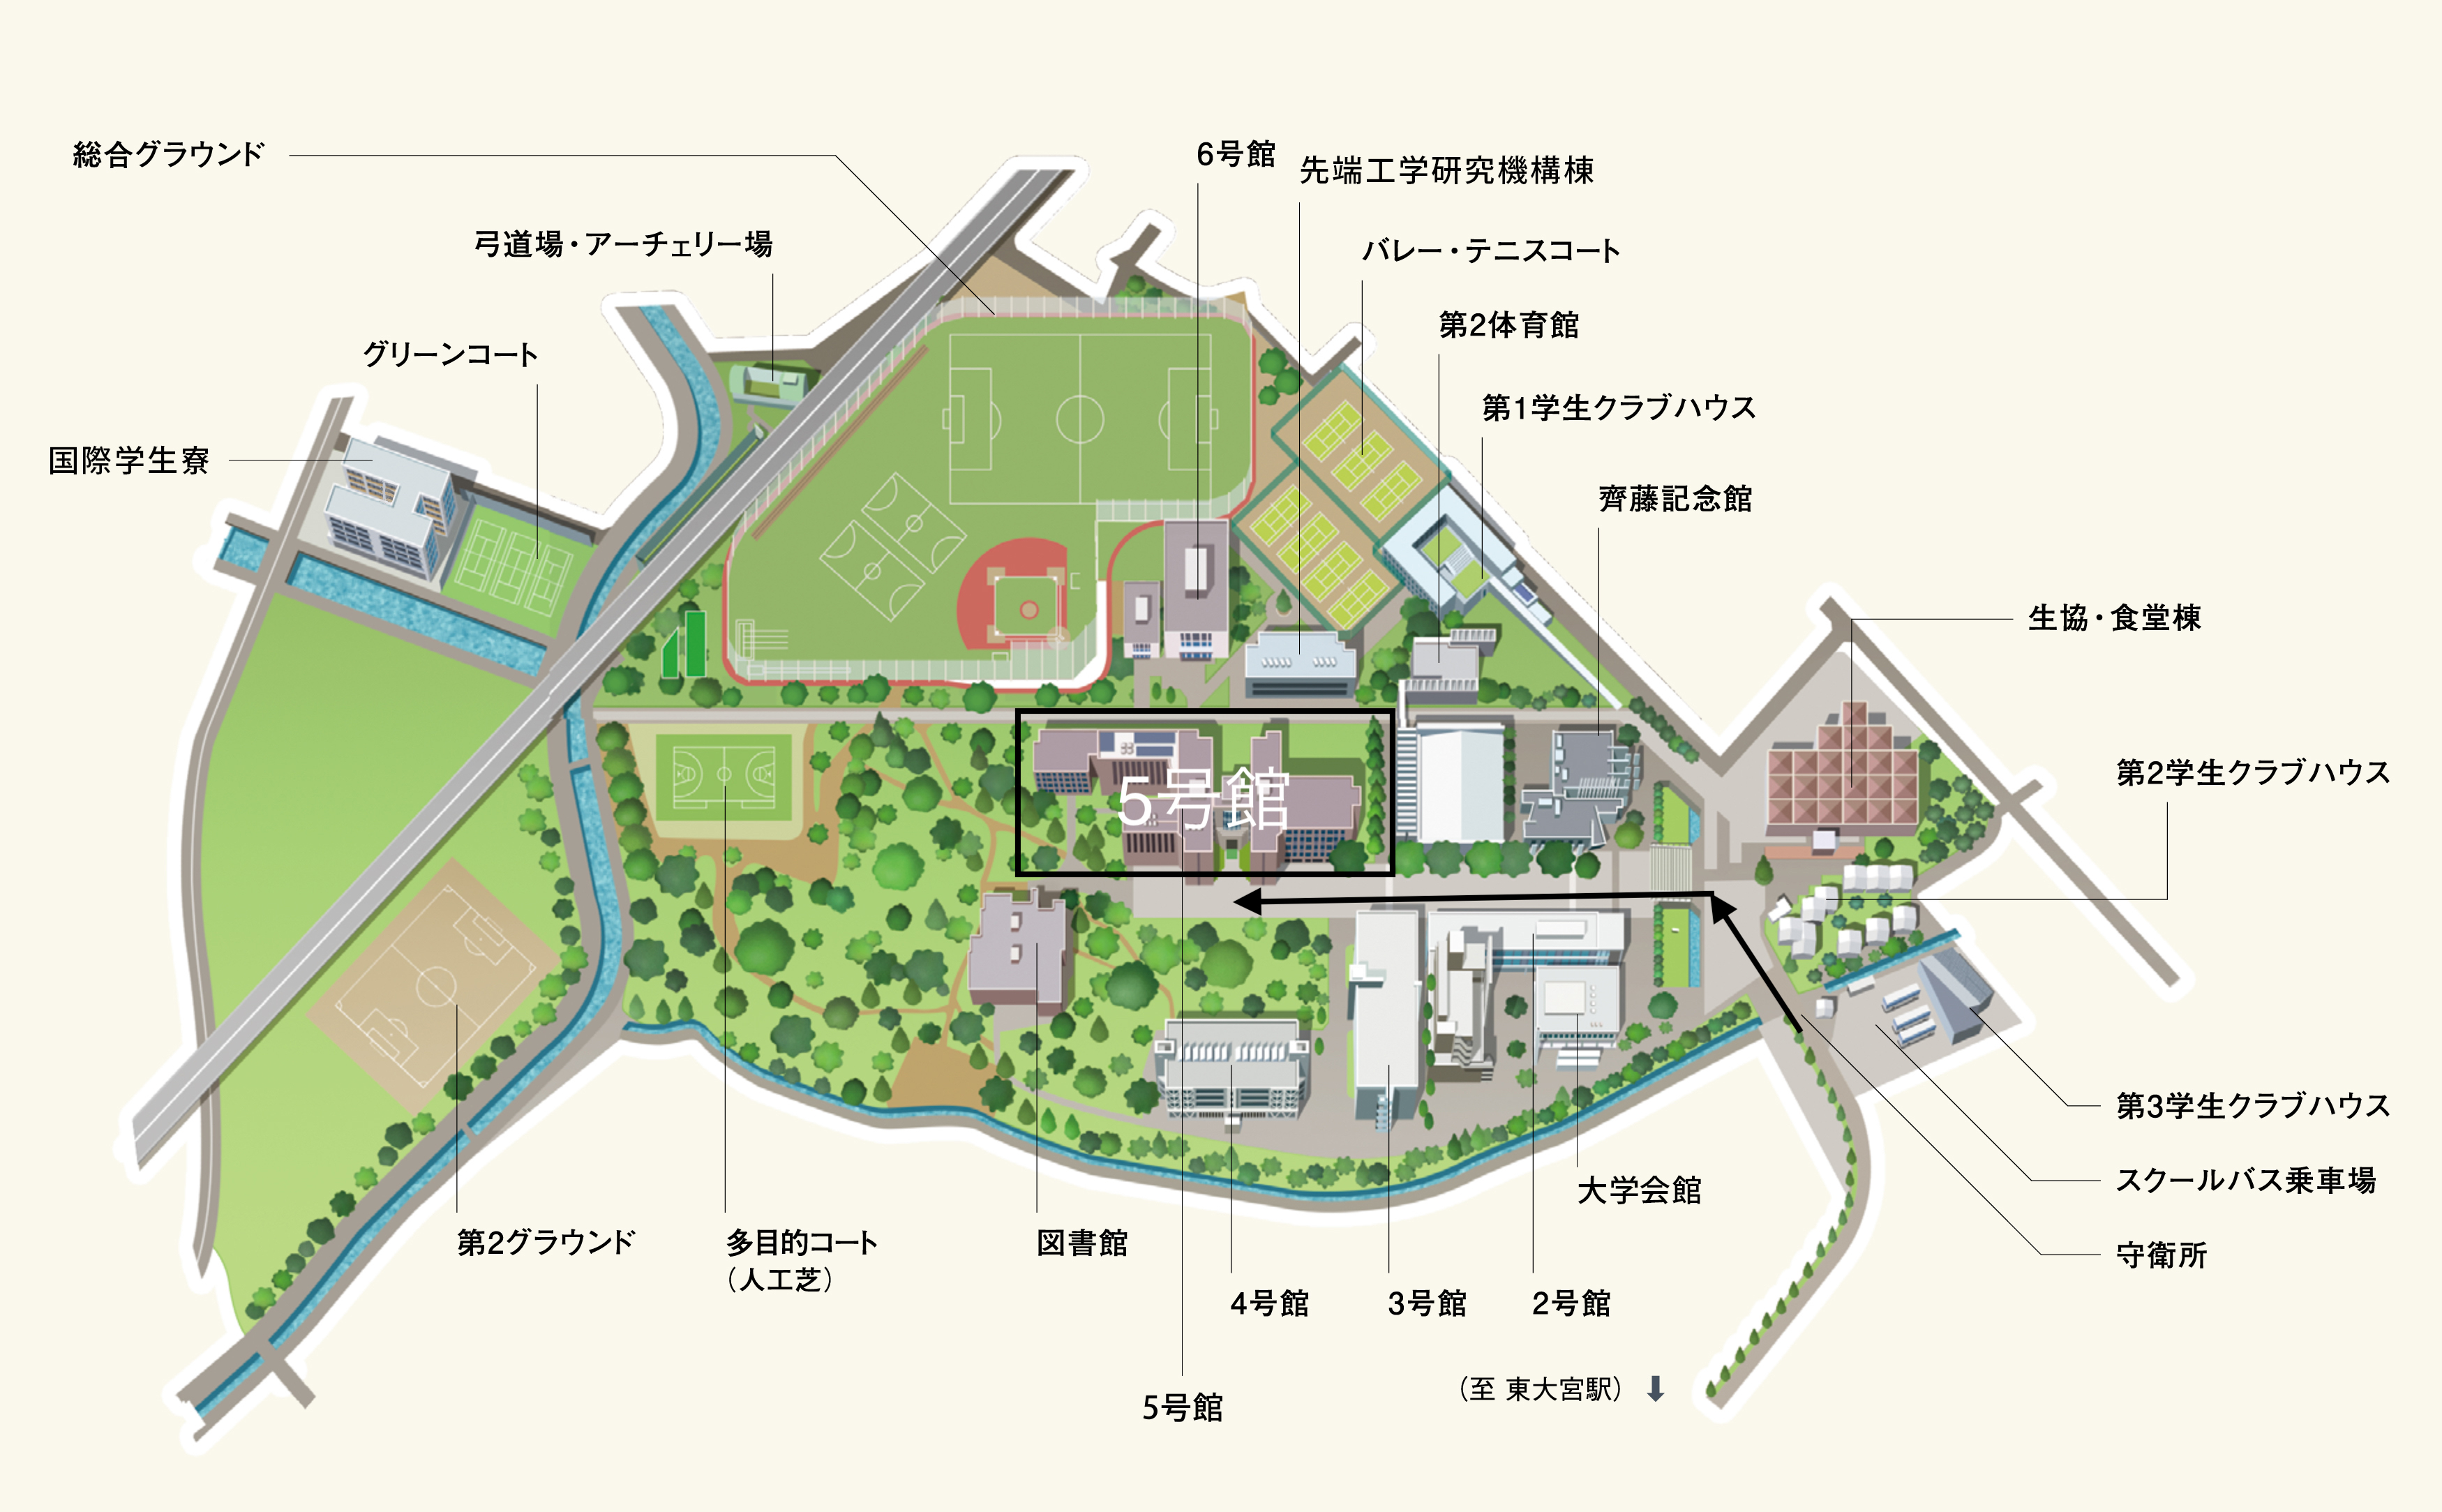 総合グラウンド
6号館
先端工学研究機構棟
弓道場・アーチェリー場
バレー・テニスコート
第2体育館
グリーンコート
第1学生クラブハウス
国際学生寮
齊藤記念館
生協・食堂棟
5号館
第2学生クラブハウス
第3学生クラブハウス
スクールバス乗車場
大学会館
第2グラウンド
多目的コート
（人工芝）
図書館
守衛所
4号館
3号館
2号館
（至 東大宮駅）
5号館